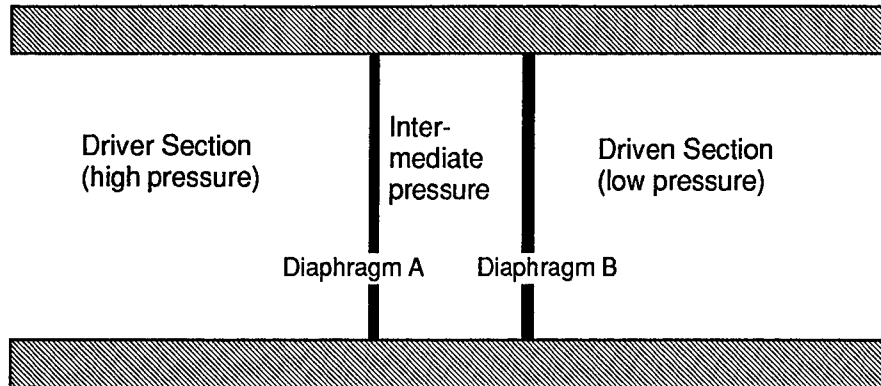 Driver Section
(high pressure)
Inter-
mediate
pressure
Driven Section
(low pressure)
Diaphragm A
Diaphragm B